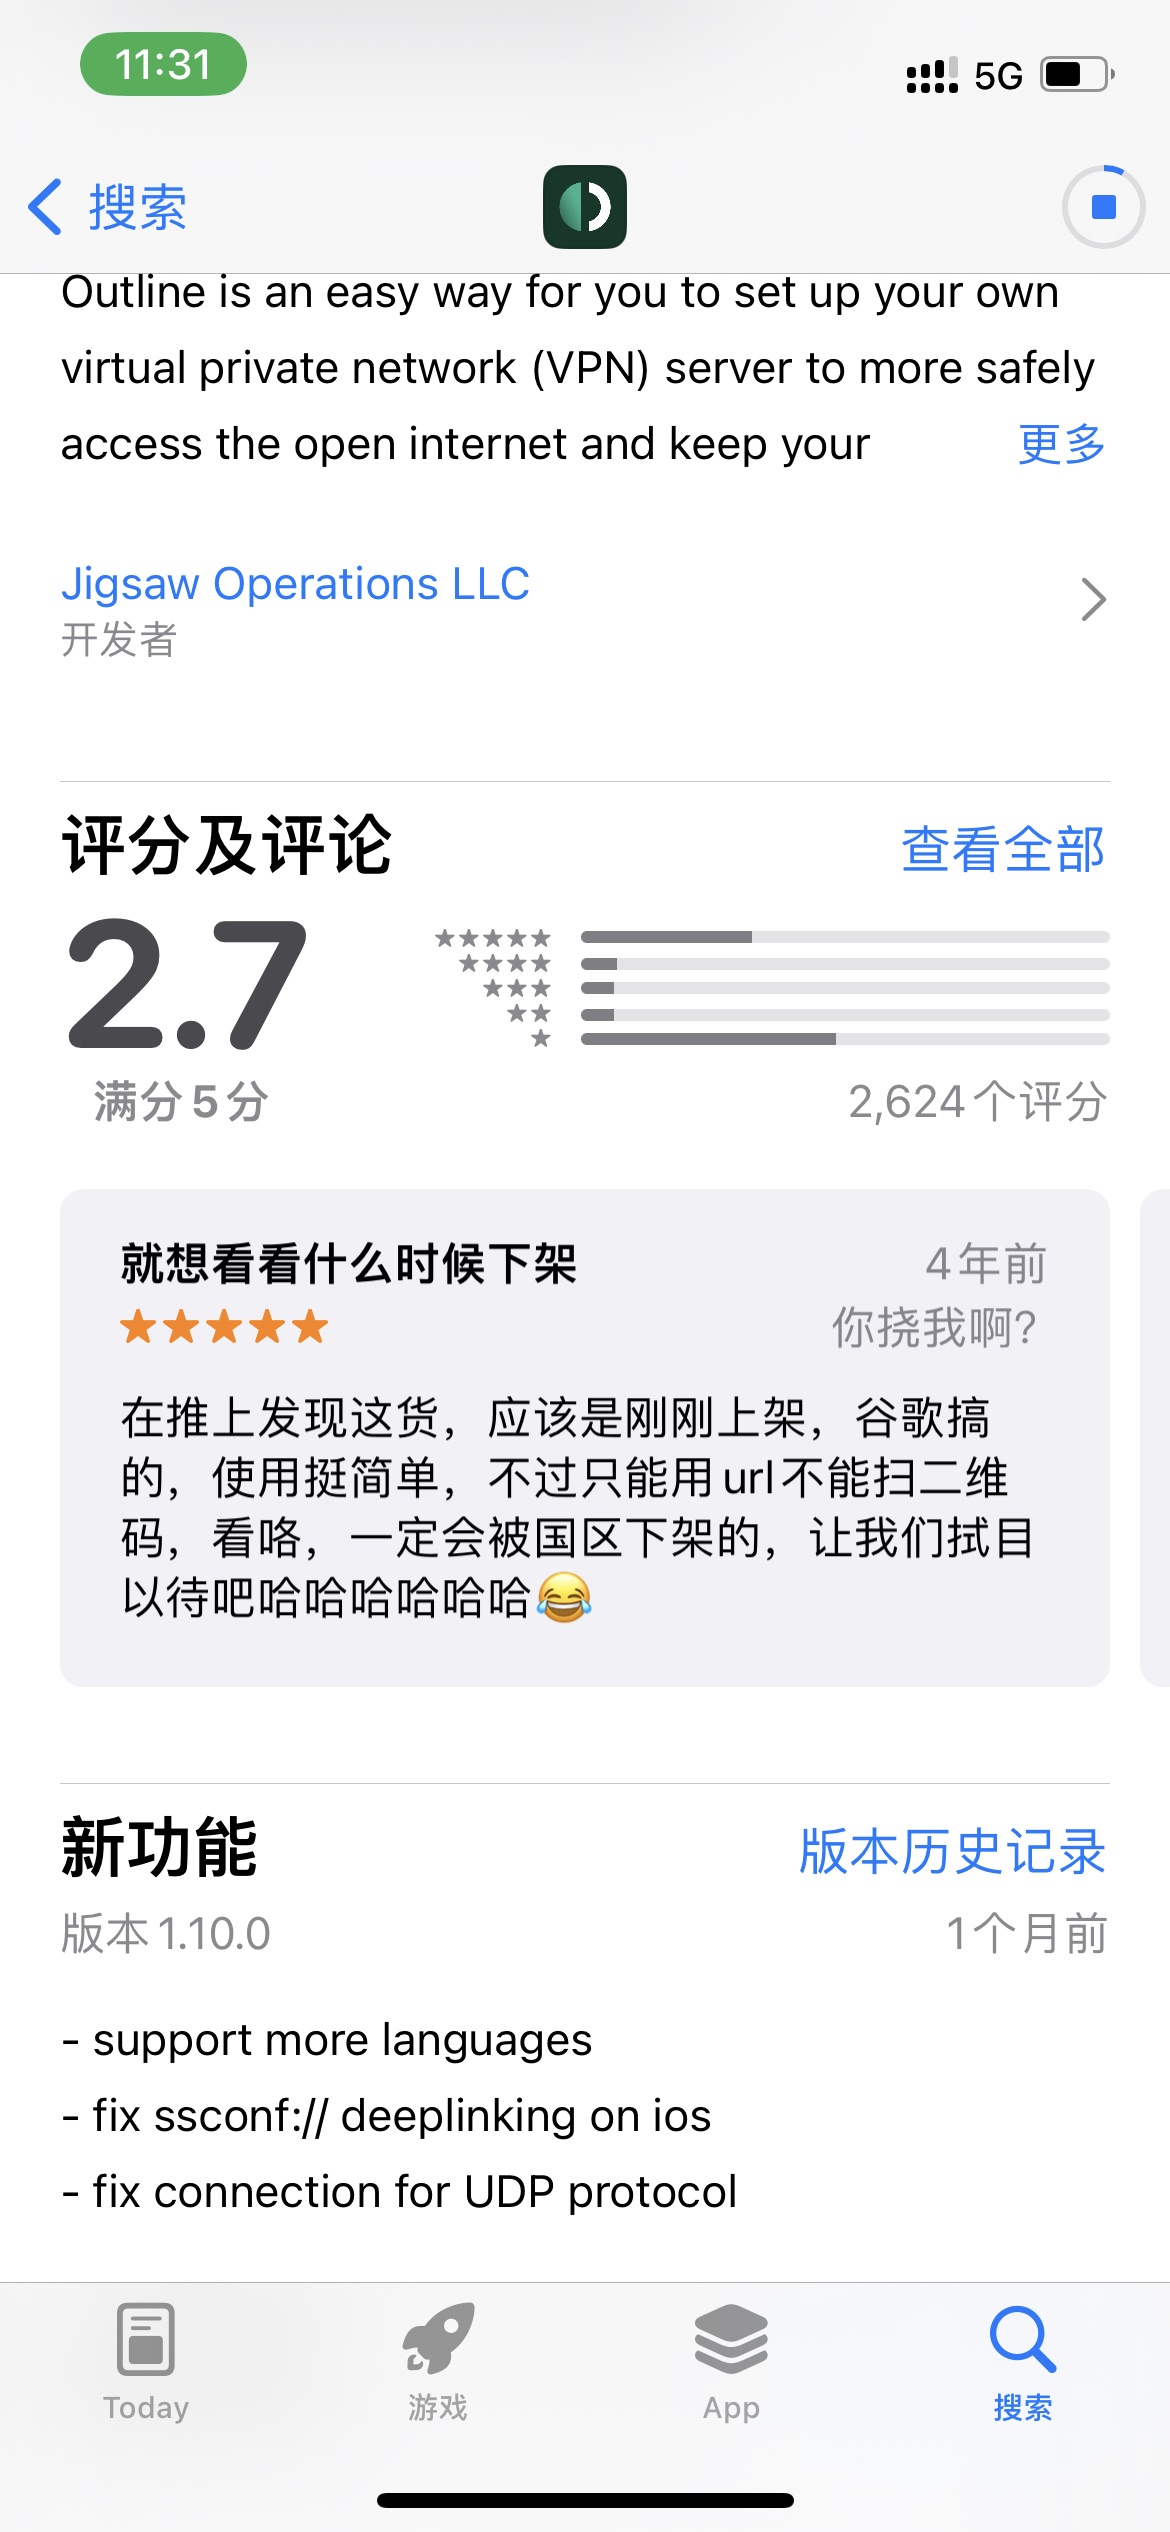 11:31
5G
搜索
Outline is an easy way for you to set up your own
virtual private network (VPN) server to more safely
access the open internet and keep your 更多
Jigsaw Operations LLC
开发者
评分及评论 查看全部
2.7
满分5分 2,624个评分
就想看看什么时候下架 4年前
你挠我啊?
在推上发现这货，应该是刚刚上架，谷歌搞
的，使用挺简单，不过只能用url不能扫二维
码，看咯，一定会被国区下架的，让我们拭目
以待吧哈哈哈哈哈哈😂
新功能 版本历史记录
版本1.10.0 1个月前
- support more languages
- fix ssconf:// deeplinking on ios
- fix connection for UDP protocol
Today 游戏 App 搜索